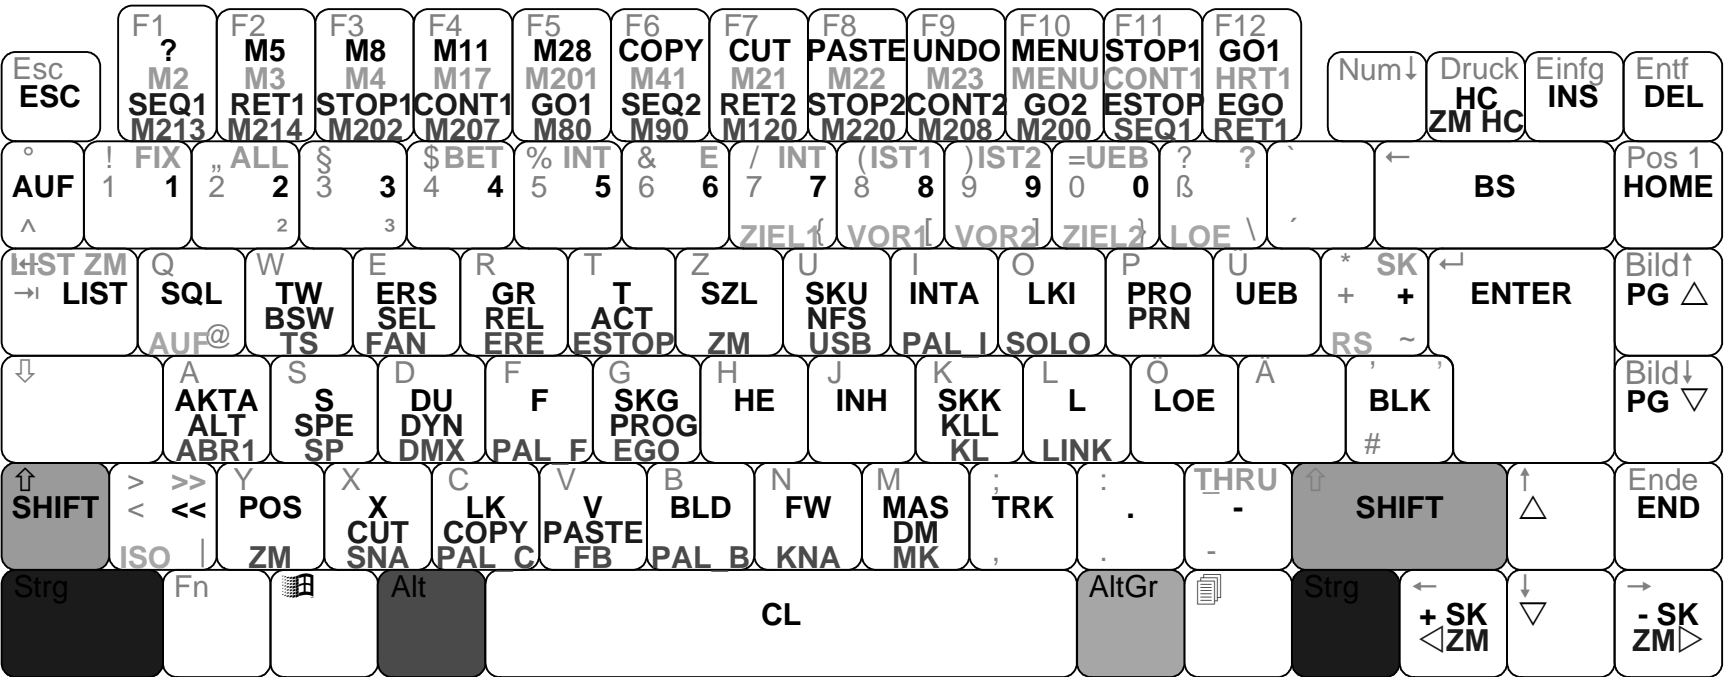 F1 F2 F3 F4 F5 F6 F7 F8 F9 F10 F11 F12
? M5 M8 M11 M28 COPY CUT PASTE UNDO MENU STOP1 GO1
Esc M2 M3 M4 M17 M201 M41 M21 M22 M23 MENU CONT1 HRT1 Num↓ Druck Einfg Entf
ESC SEQ1 RET1 STOP1 CONT1 GO1 SEQ2 RET2 STOP2 CONT2 GO2 ESTOP EGO HC INS DEL
M213 M214 M202 M207 M80 M90 M120 M220 M208 M200 SEQ1 RET1 ZM HC
° ! FIX „ ALL § $ BET % INT & E / INT ( IST1 ) IST2 = UEB ? ? ` ← Pos 1
AUF 1 1 2 2 3 3 4 4 5 5 6 6 7 7 8 8 9 9 0 0 ß BS HOME
^ ² ³ ZIEL1 { VOR1 [ VOR2 ] ZIEL2 } LOE \ ´
LIST ZM Q W E R T Z U I O P Ü * SK ↵ Bild↑
→ LIST SQL TW ERS GR T SZL SKU INTA LKI PRO UEB + + ENTER PG △
BSW SEL REL ACT NFS PRN
AUF @ TS FAN ERE ESTOP ZM USB PAL_I SOLO RS ~
⇩ A S D F G H J K L Ö Ä ' ' Bild↓
AKTA S DU F SKG HE INH SKK L LOE BLK PG ▽
ALT SPE DYN PROG KLL
ABR1 SP DMX PAL_F EGO KL LINK #
⇧ > >> Y X C V B N M ; : _ THRU ⇧ ↑ Ende
SHIFT < << POS X LK V BLD FW MAS TRK . - SHIFT △ END
CUT COPY PASTE DM
ISO | ZM SNA PAL_C FB PAL_B KNA MK , . -
Strg Fn Alt AltGr Strg ← ↓ →
CL + SK ▽ - SK
◁ZM ZM▷